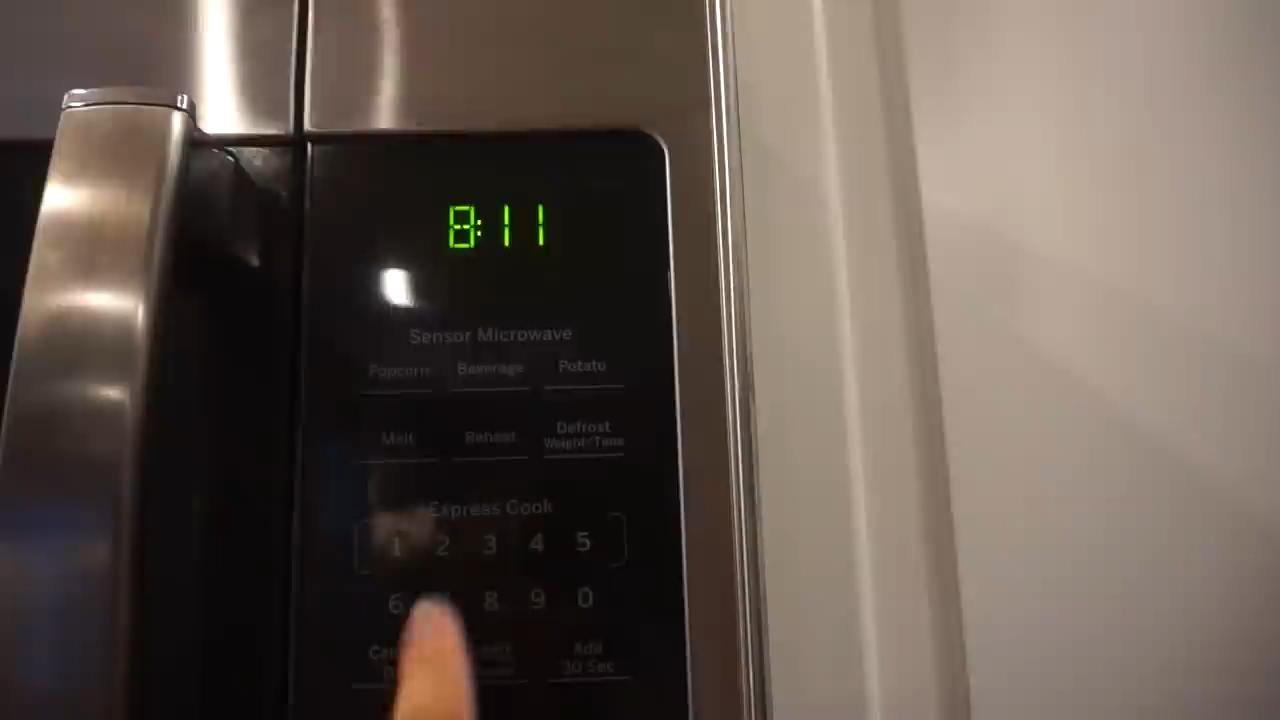 8:11
Sensor Microwave
Popcorn Beverage Potato
Melt Reheat Defrost
Weight/Time
Express Cook
1 2 3 4 5
6 8 9 0
Add
30 Sec